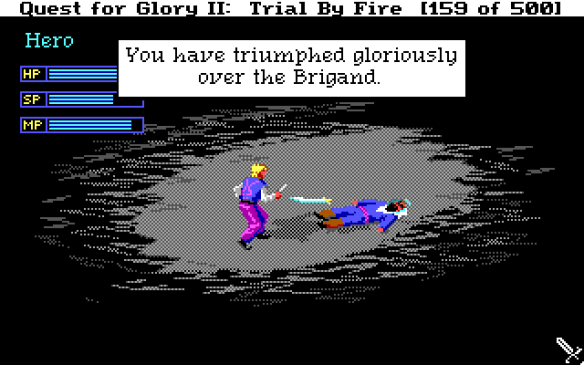 Quest for Glory II: Trial By Fire [159 of 500]
Hero
You have triumphed gloriously
over the Brigand.
HP
SP
MP